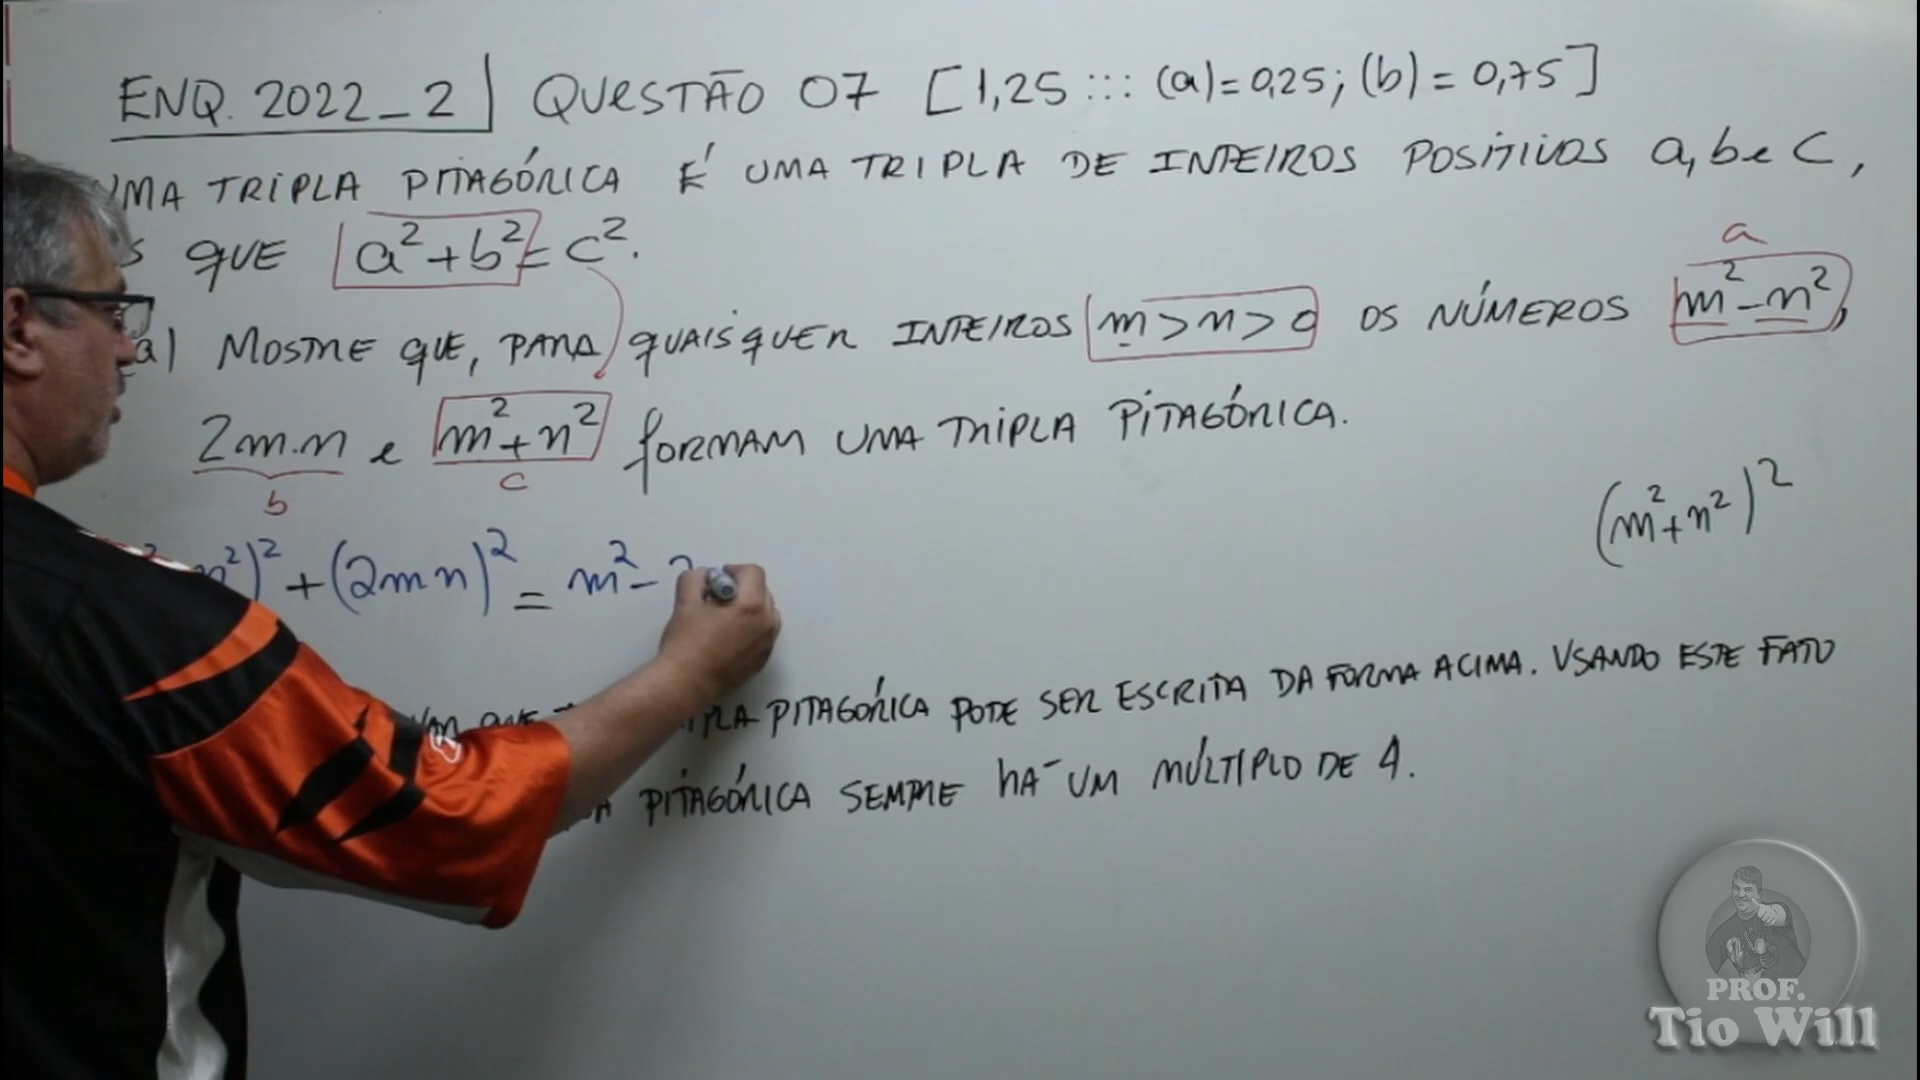 ENQ. 2022_2 | QUESTÃO 07 [1,25 ::: (a)=0,25; (b)=0,75]
UMA TRIPLA PITAGÓRICA É UMA TRIPLA DE INTEIROS POSITIVOS a, b e C,
QUE a²+b²=c².
a
a) MOSTRE QUE, PARA QUAISQUER INTEIROS m>n>0 OS NÚMEROS m²-n²,
2m.n e m²+n² FORMAM UMA TRIPLA PITAGÓRICA.
b c
(m²+n²)²
n²)² + (2mn)² = m² - 2
QUE PITAGÓRICA PODE SER ESCRITA DA FORMA ACIMA. USANDO ESTE FATO
PITAGÓRICA SEMPRE HÁ UM MÚLTIPLO DE 4.
PROF.
Tio Will